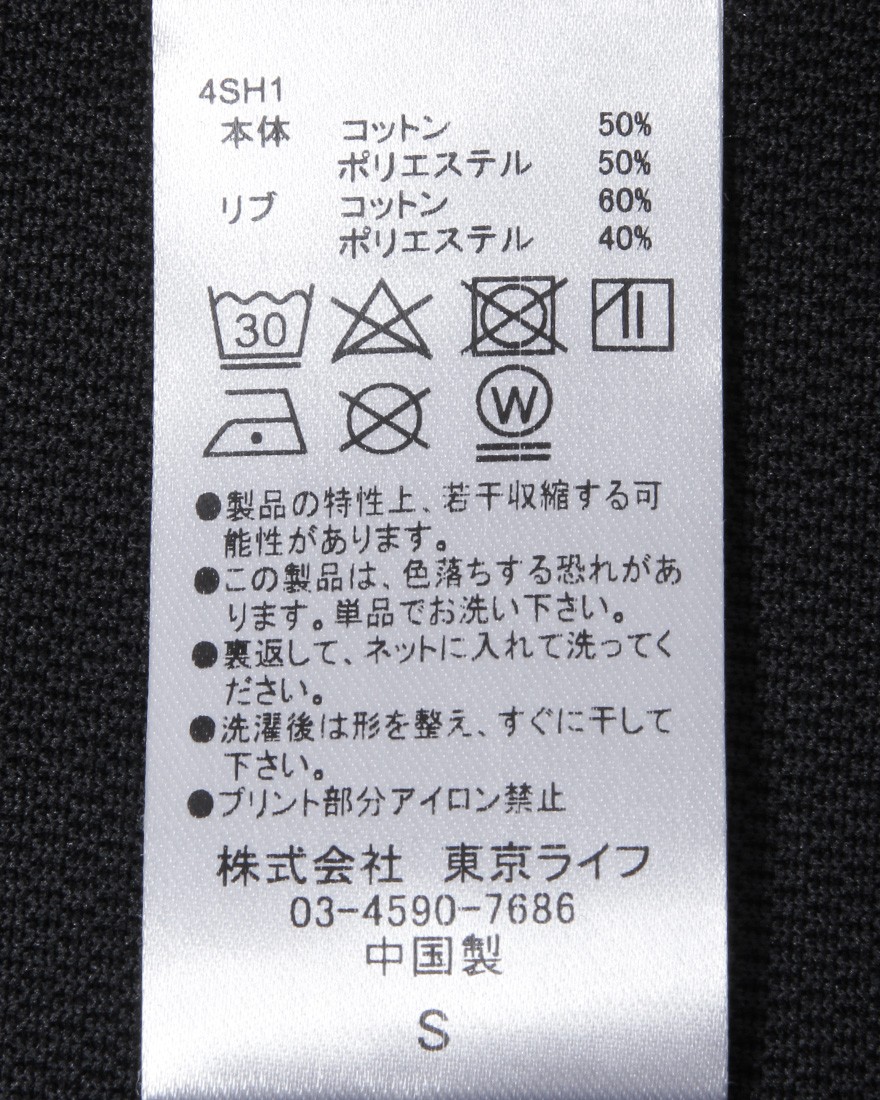 4SH1
本体 コットン 50%
ポリエステル 50%
リブ コットン 60%
ポリエステル 40%
30
W
●製品の特性上、若干収縮する可
能性があります。
●この製品は、色落ちする恐れがあ
ります。単品でお洗い下さい。
●裏返して、ネットに入れて洗ってく
ださい。
●洗濯後は形を整え、すぐに干して
下さい。
●プリント部分アイロン禁止
株式会社 東京ライフ
03-4590-7686
中国製
S